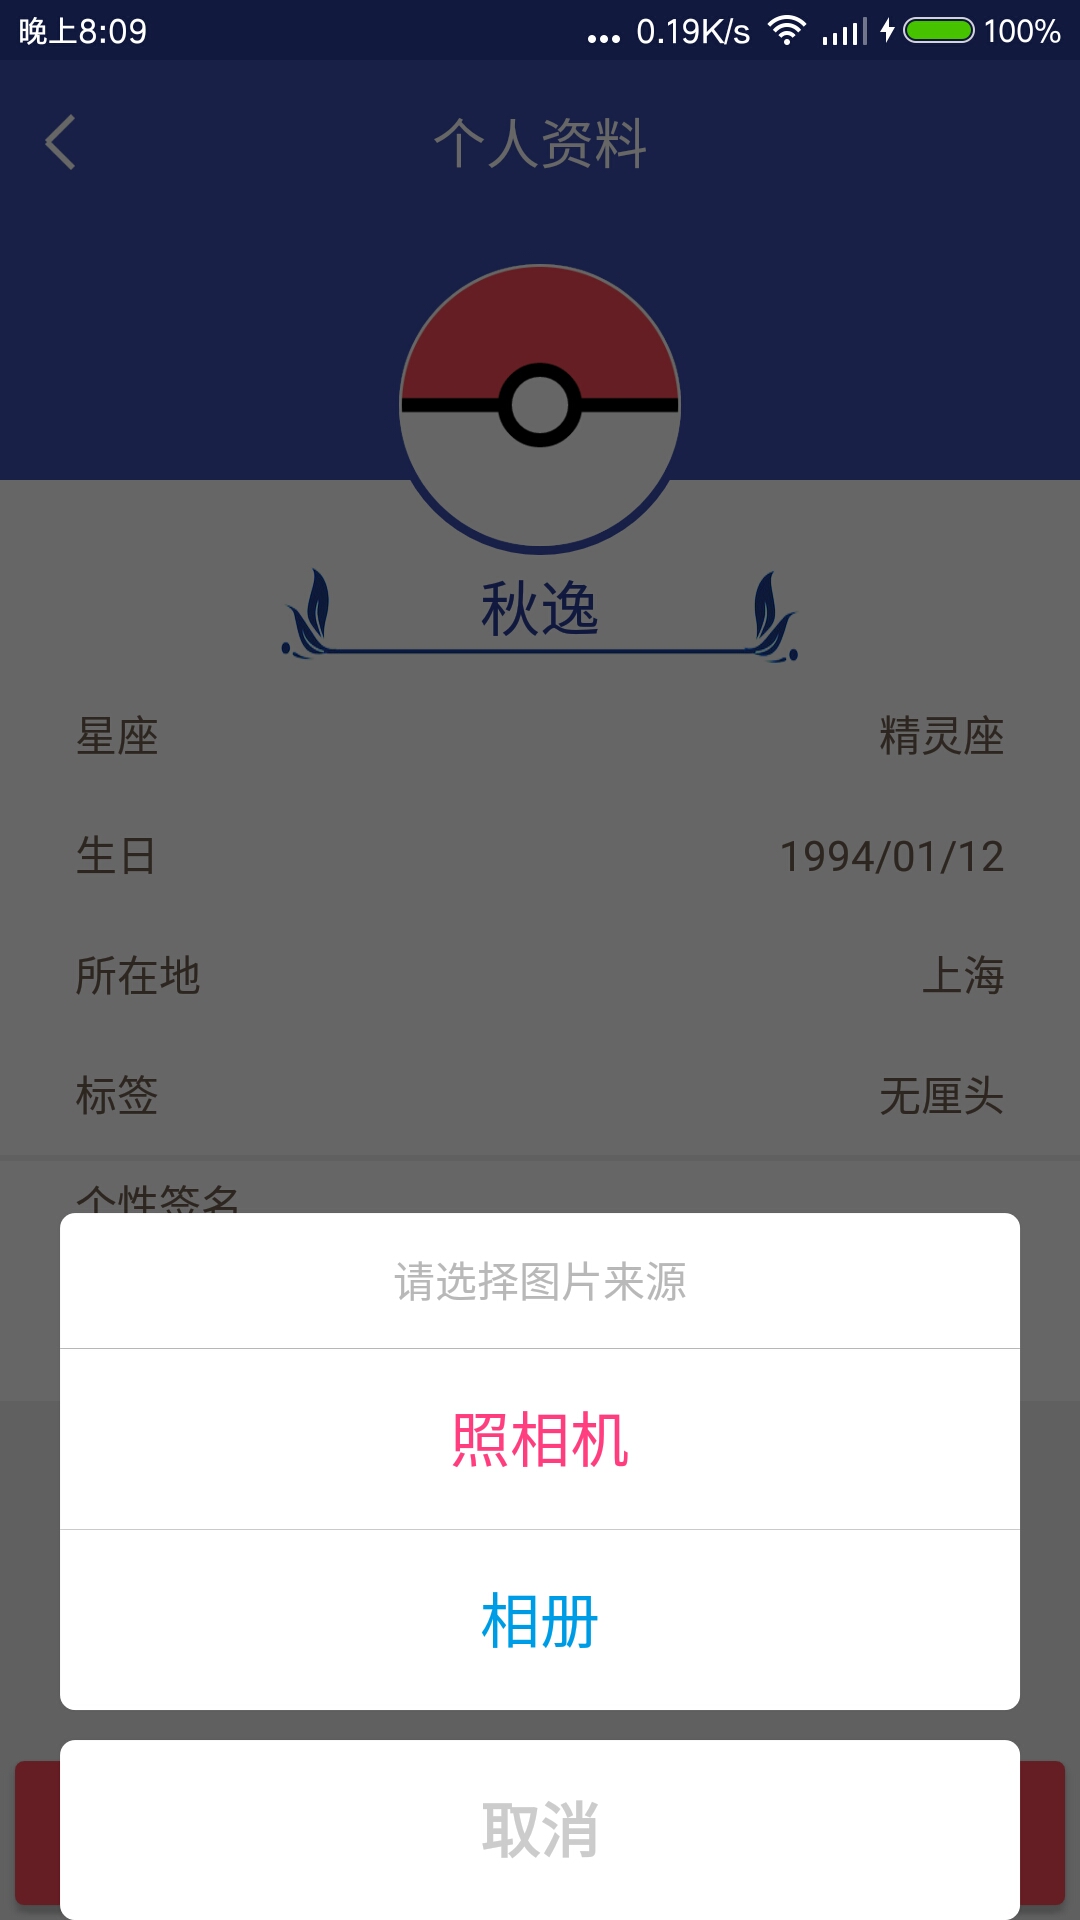 晚上8:09
... 0.19K/s
100%
个人资料
秋逸
星座
精灵座
生日
1994/01/12
所在地
上海
标签
无厘头
个性签名
请选择图片来源
照相机
相册
取消